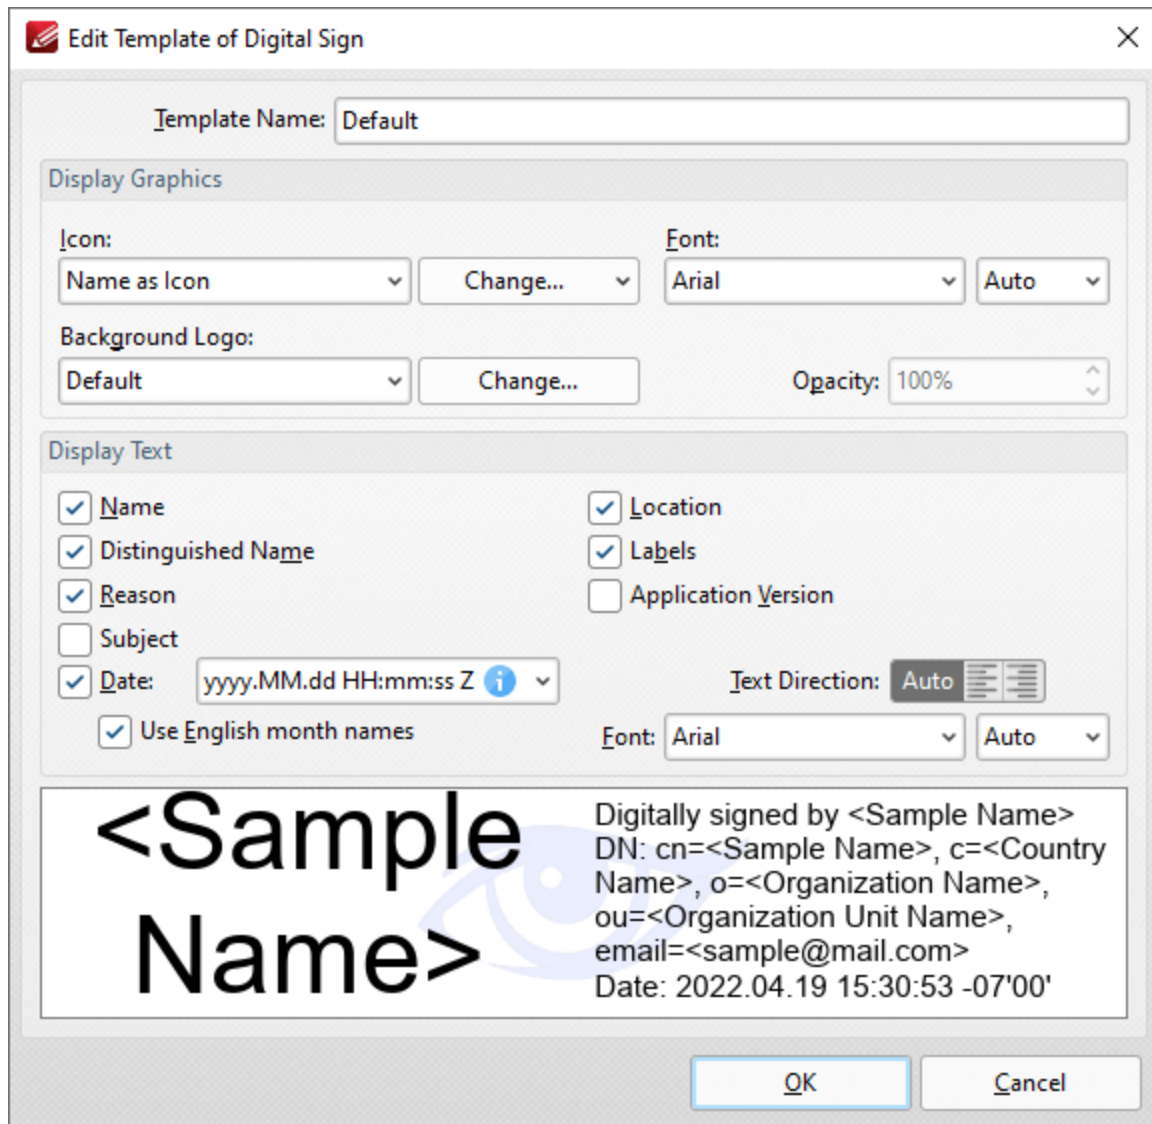 Edit Template of Digital Sign
Template Name: Default
Display Graphics
Icon: Font:
Name as Icon Change... Arial Auto
Background Logo:
Default Change... Opacity: 100%
Display Text
Name Location
Distinguished Name Labels
Reason Application Version
Subject
Date: yyyy.MM.dd HH:mm:ss Z Text Direction: Auto
Use English month names Font: Arial Auto
<Sample
Name>
Digitally signed by <Sample Name>
DN: cn=<Sample Name>, c=<Country
Name>, o=<Organization Name>,
ou=<Organization Unit Name>,
email=<sample@mail.com>
Date: 2022.04.19 15:30:53 -07'00'
OK Cancel